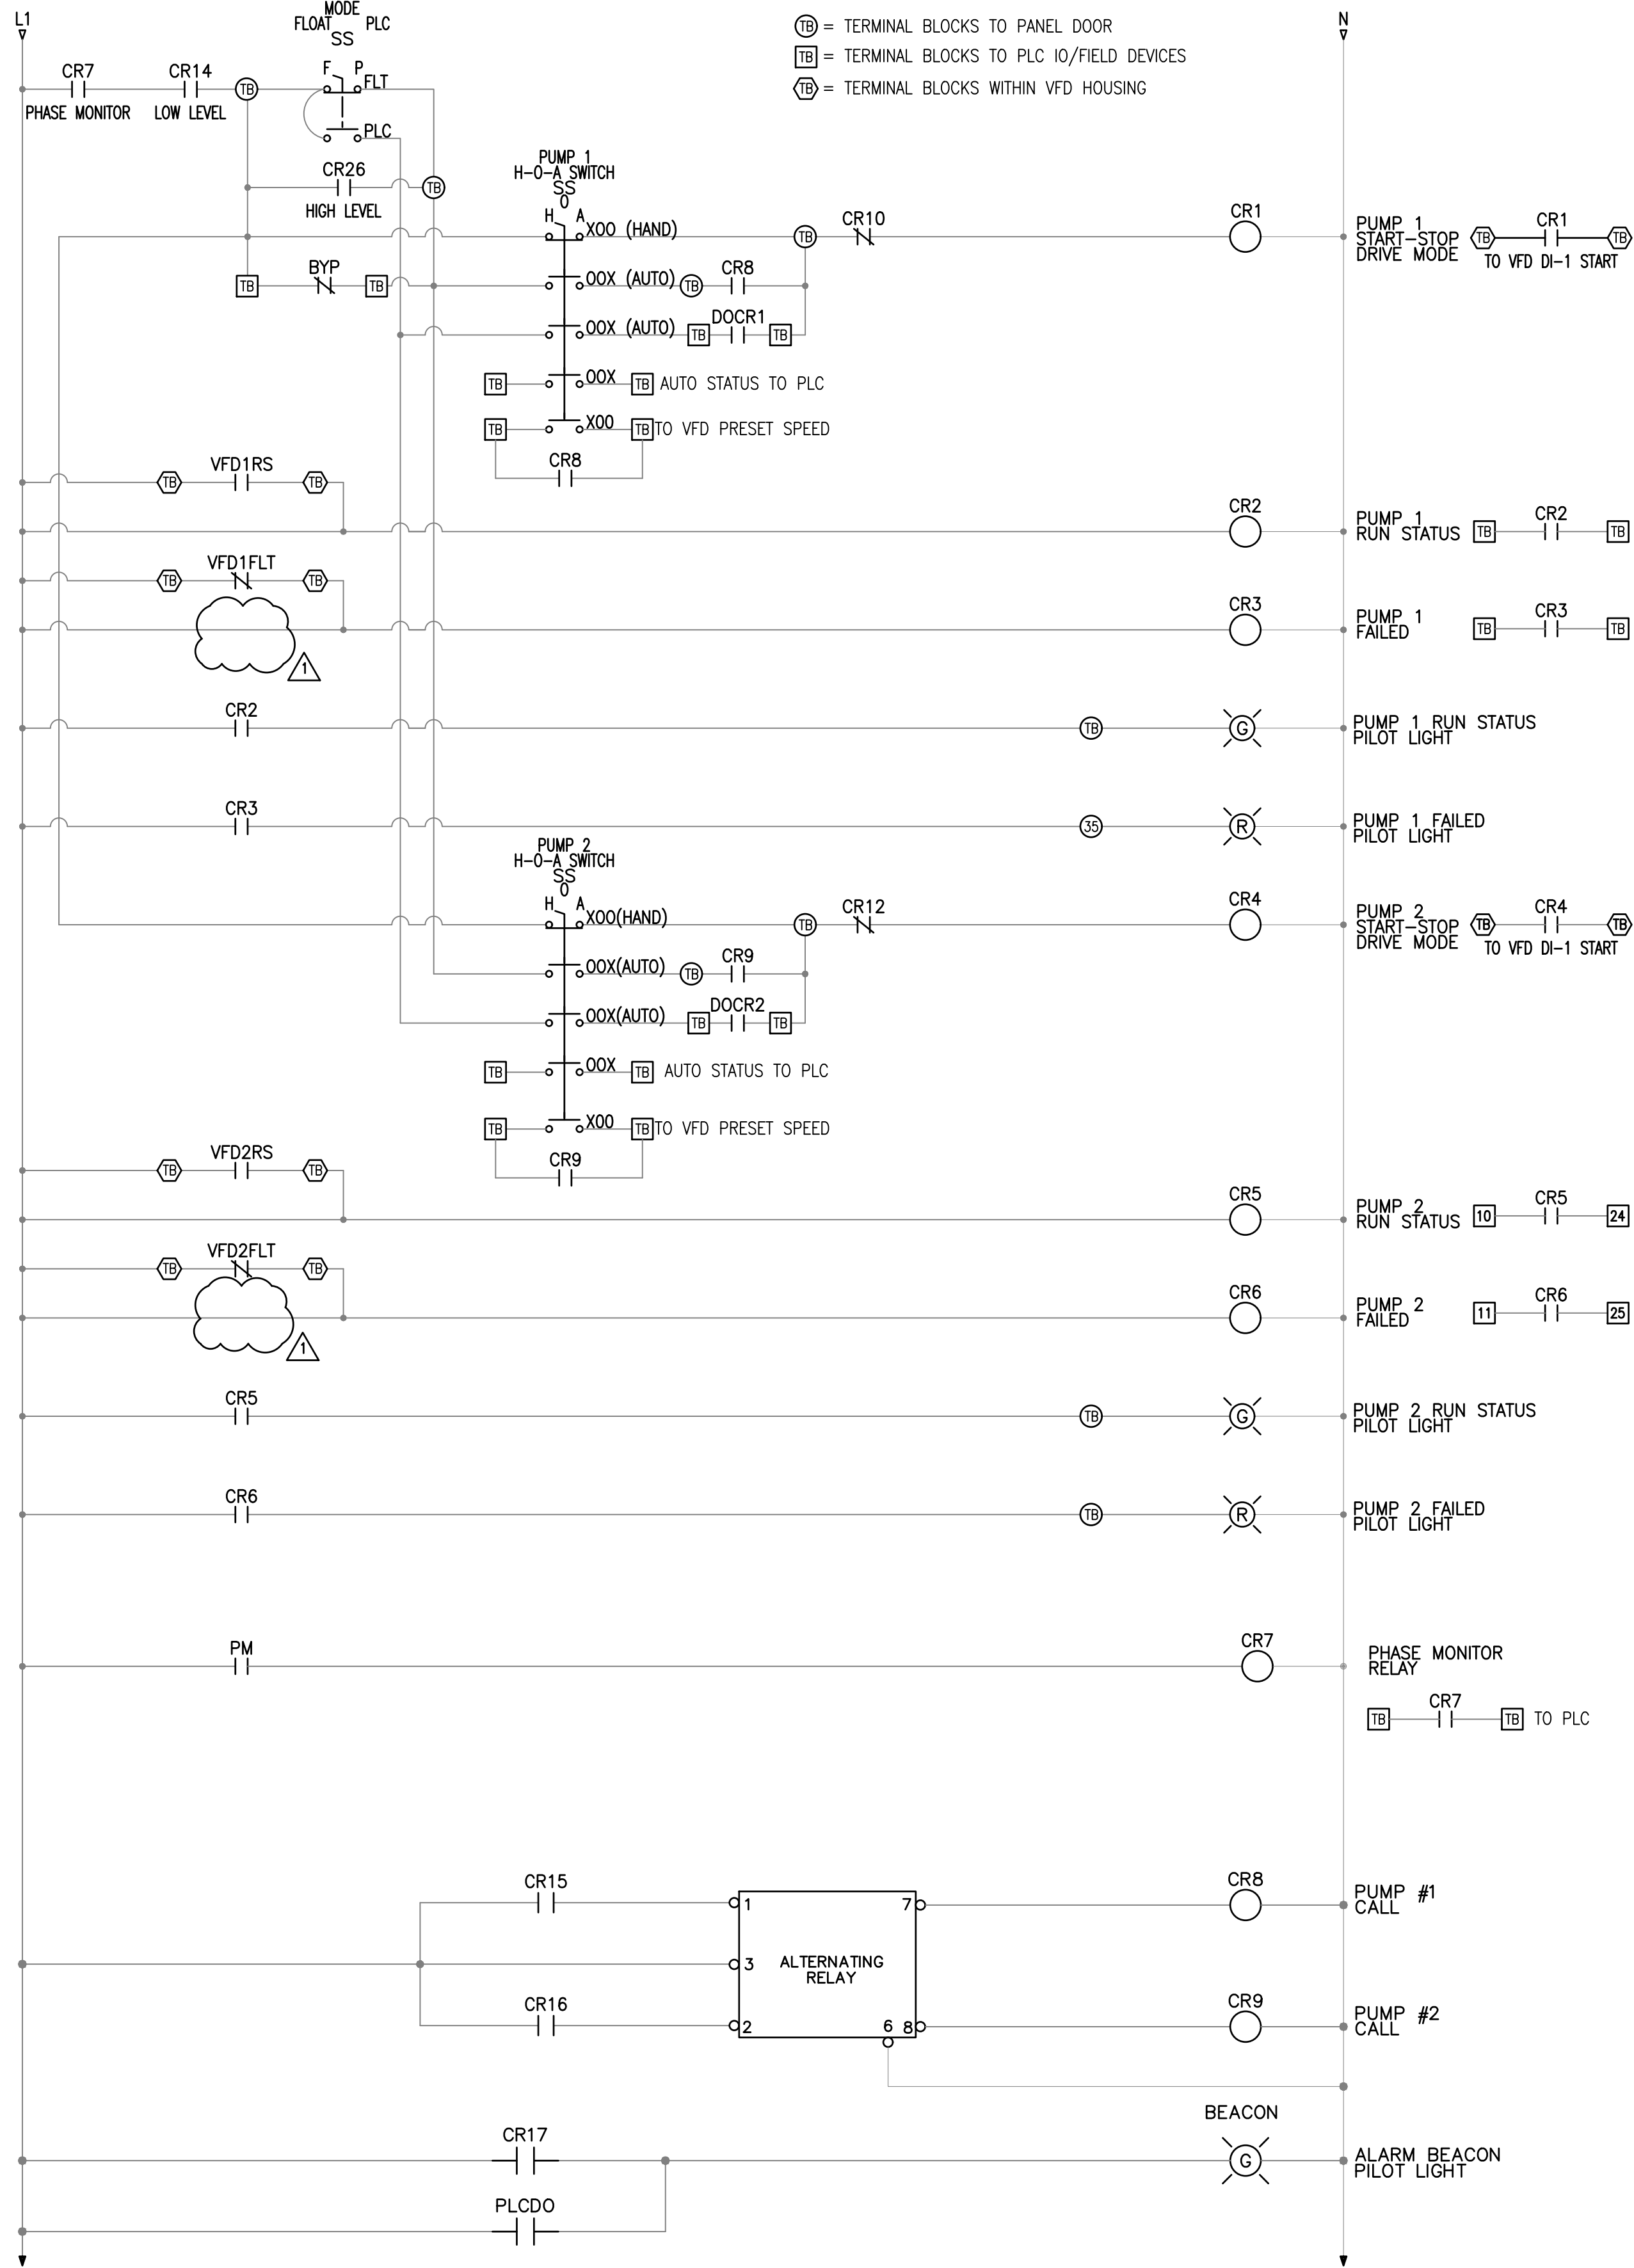 L1
MODE
FLOAT PLC
SS
F P
FLT
PLC
CR7
PHASE MONITOR
CR14
LOW LEVEL
TB
TB = TERMINAL BLOCKS TO PANEL DOOR
TB = TERMINAL BLOCKS TO PLC IO/FIELD DEVICES
TB = TERMINAL BLOCKS WITHIN VFD HOUSING
N
CR26
HIGH LEVEL
TB
PUMP 1
H-O-A SWITCH
SS
0
H A
X00 (HAND)
TB
CR10
CR1
PUMP 1
START-STOP
DRIVE MODE
TB CR1 TB
TO VFD DI-1 START
TB BYP TB
OOX (AUTO) TB CR8
OOX (AUTO) TB DOCR1 TB
TB OOX TB AUTO STATUS TO PLC
TB X00 TB TO VFD PRESET SPEED
CR8
TB VFD1RS TB
CR2
PUMP 1
RUN STATUS
TB CR2 TB
TB VFD1FLT TB
1
CR3
PUMP 1
FAILED
TB CR3 TB
CR2
TB
G
PUMP 1 RUN STATUS
PILOT LIGHT
CR3
35
R
PUMP 1 FAILED
PILOT LIGHT
PUMP 2
H-O-A SWITCH
SS
0
H A
X00(HAND)
TB
CR12
CR4
PUMP 2
START-STOP
DRIVE MODE
TB CR4 TB
TO VFD DI-1 START
OOX(AUTO) TB CR9
OOX(AUTO) TB DOCR2 TB
TB OOX TB AUTO STATUS TO PLC
TB X00 TB TO VFD PRESET SPEED
CR9
TB VFD2RS TB
CR5
PUMP 2
RUN STATUS
10 CR5 24
TB VFD2FLT TB
1
CR6
PUMP 2
FAILED
11 CR6 25
CR5
TB
G
PUMP 2 RUN STATUS
PILOT LIGHT
CR6
TB
R
PUMP 2 FAILED
PILOT LIGHT
PM
CR7
PHASE MONITOR
RELAY
TB CR7 TB TO PLC
CR15
1
7
CR8
PUMP #1
CALL
3
ALTERNATING
RELAY
CR16
2
6 8
CR9
PUMP #2
CALL
BEACON
CR17
G
ALARM BEACON
PILOT LIGHT
PLCDO